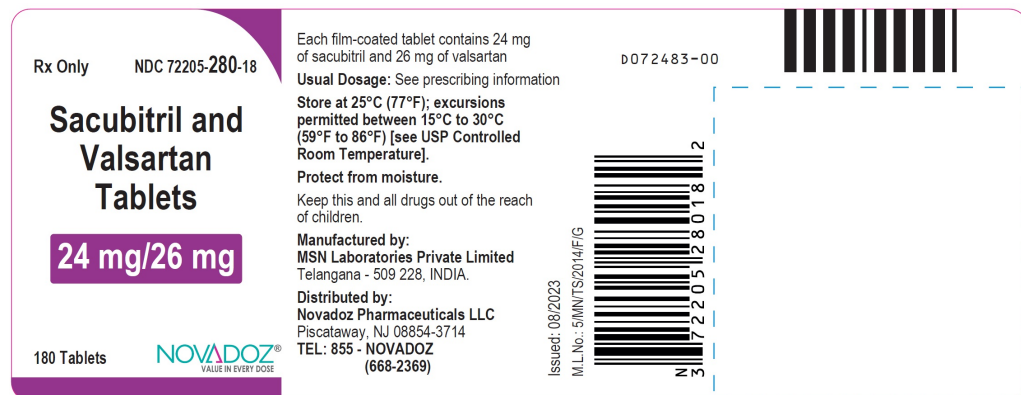 Rx Only NDC 72205-280-18
Sacubitril and
Valsartan
Tablets
24 mg/26 mg
180 Tablets
NOVADOZ®
VALUE IN EVERY DOSE
Each film-coated tablet contains 24 mg
of sacubitril and 26 mg of valsartan
Usual Dosage: See prescribing information
Store at 25°C (77°F); excursions
permitted between 15°C to 30°C
(59°F to 86°F) [see USP Controlled
Room Temperature].
Protect from moisture.
Keep this and all drugs out of the reach
of children.
Manufactured by:
MSN Laboratories Private Limited
Telangana - 509 228, INDIA.
Distributed by:
Novadoz Pharmaceuticals LLC
Piscataway, NJ 08854-3714
TEL: 855 - NOVADOZ
(668-2369)
Issued: 08/2023
M.L.No.: 5/MN/TS/2014/F/G
D072483-00
N
3 72205 28018 2